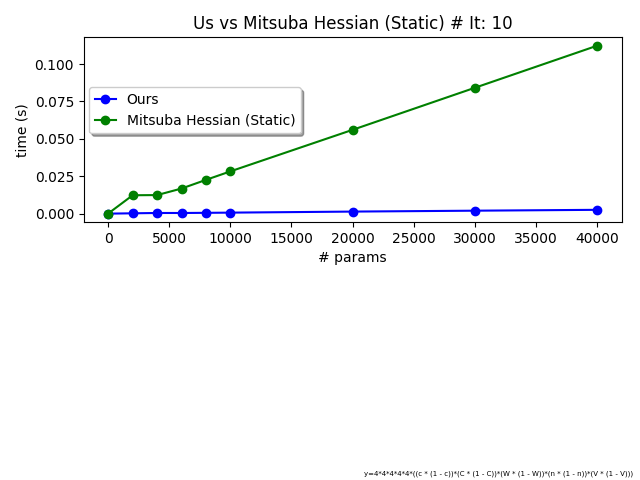 Us vs Mitsuba Hessian (Static) # It: 10
0.100
0.075
0.050
0.025
0.000
time (s)
Ours
Mitsuba Hessian (Static)
0 5000 10000 15000 20000 25000 30000 35000 40000
# params
y=4*4*4*4*4*((c * (1 - c))*(C * (1 - C))*(W * (1 - W))*(n * (1 - n))*(V * (1 - V)))